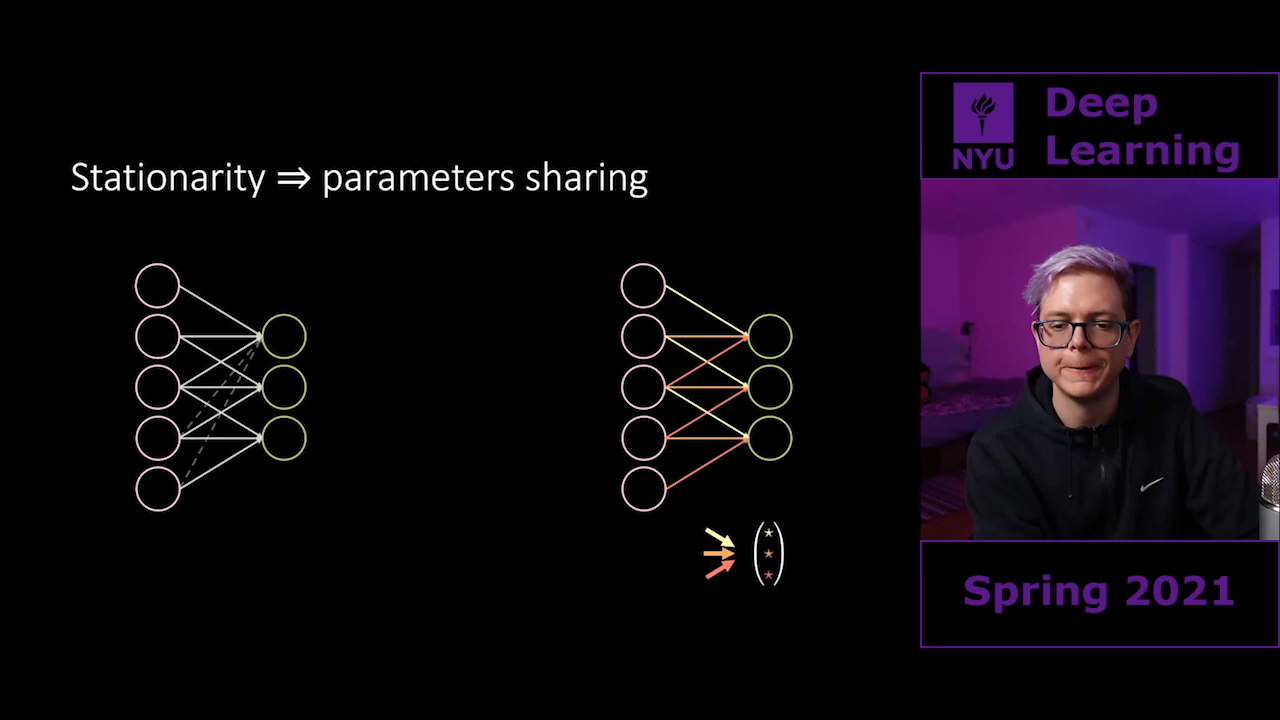 Stationarity ⇒ parameters sharing
(*
*
*)
NYU
Deep
Learning
Spring 2021